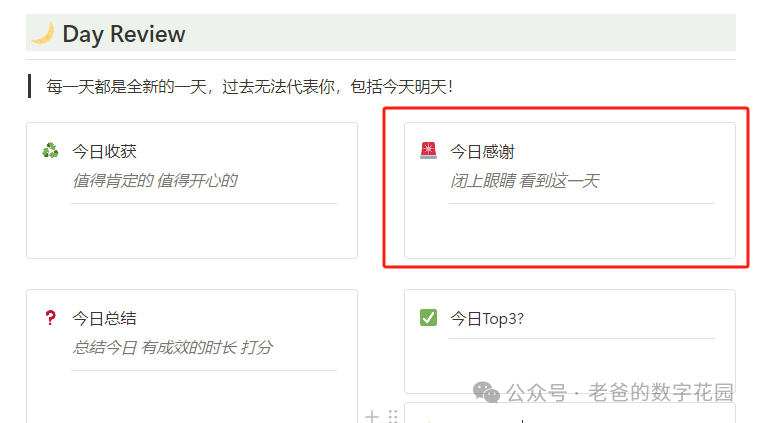 Day Review
每一天都是全新的一天，过去无法代表你，包括今天明天！
今日收获
值得肯定的 值得开心的
今日感谢
闭上眼睛 看到这一天
今日总结
总结今日 有成效的时长 打分
今日Top3?
公众号 · 老爸的数字花园